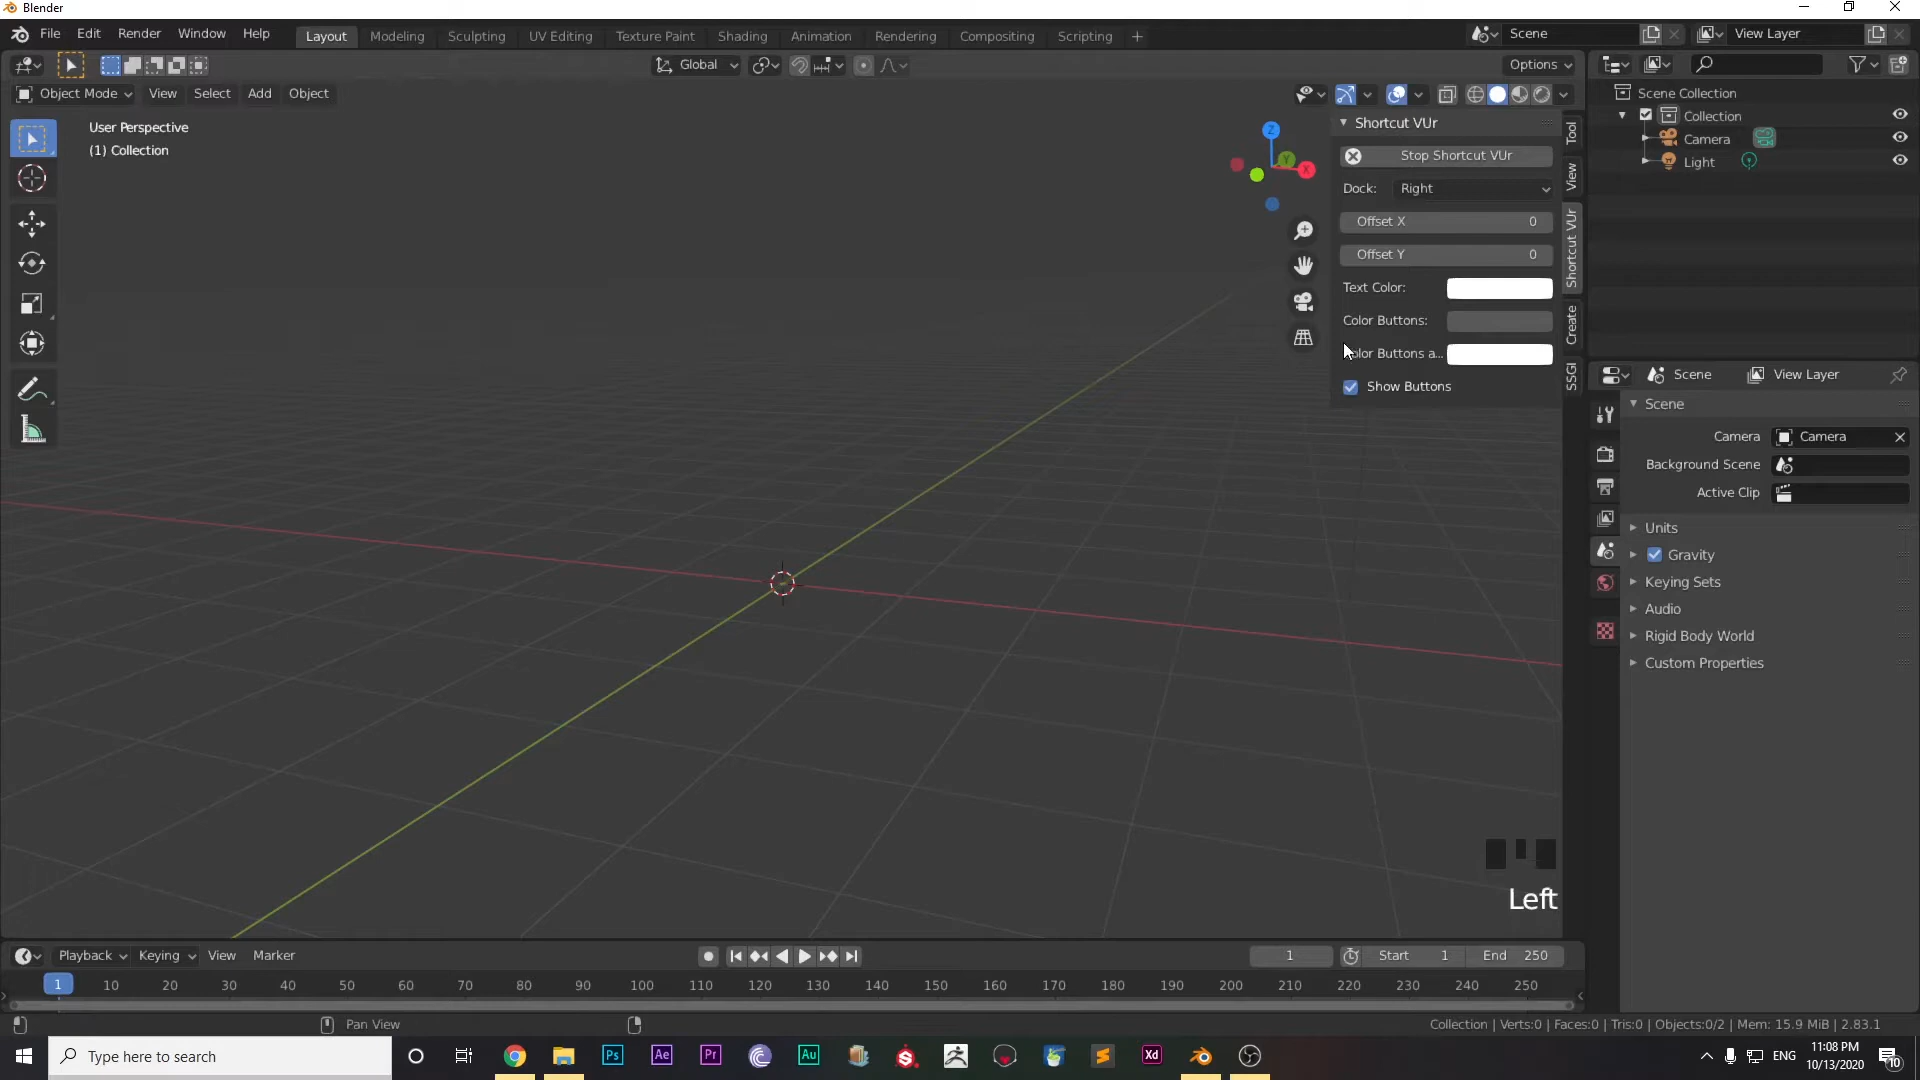 Blender
File Edit Render Window Help Layout Modeling Sculpting UV Editing Texture Paint Shading Animation Rendering Compositing Scripting + Scene View Layer
Global Options
Object Mode View Select Add Object
User Perspective
(1) Collection
Z
Y
X
Shortcut VUr
Stop Shortcut VUr
Dock: Right
Offset X 0
Offset Y 0
Text Color:
Color Buttons:
olor Buttons a...
Show Buttons
Tool
View
Shortcut VUr
Create
SSGI
Scene Collection
Collection
Camera
Light
Scene View Layer
Scene
Camera Camera
Background Scene
Active Clip
Units
Gravity
Keying Sets
Audio
Rigid Body World
Custom Properties
Left
Playback Keying View Marker 1 Start 1 End 250
1 10 20 30 40 50 60 70 80 90 100 110 120 130 140 150 160 170 180 190 200 210 220 230 240 250
Pan View
Collection | Verts:0 | Faces:0 | Tris:0 | Objects:0/2 | Mem: 15.9 MiB | 2.83.1
Type here to search
Ps Ae Pr Au Xd
ENG
11:08 PM
10/13/2020
10